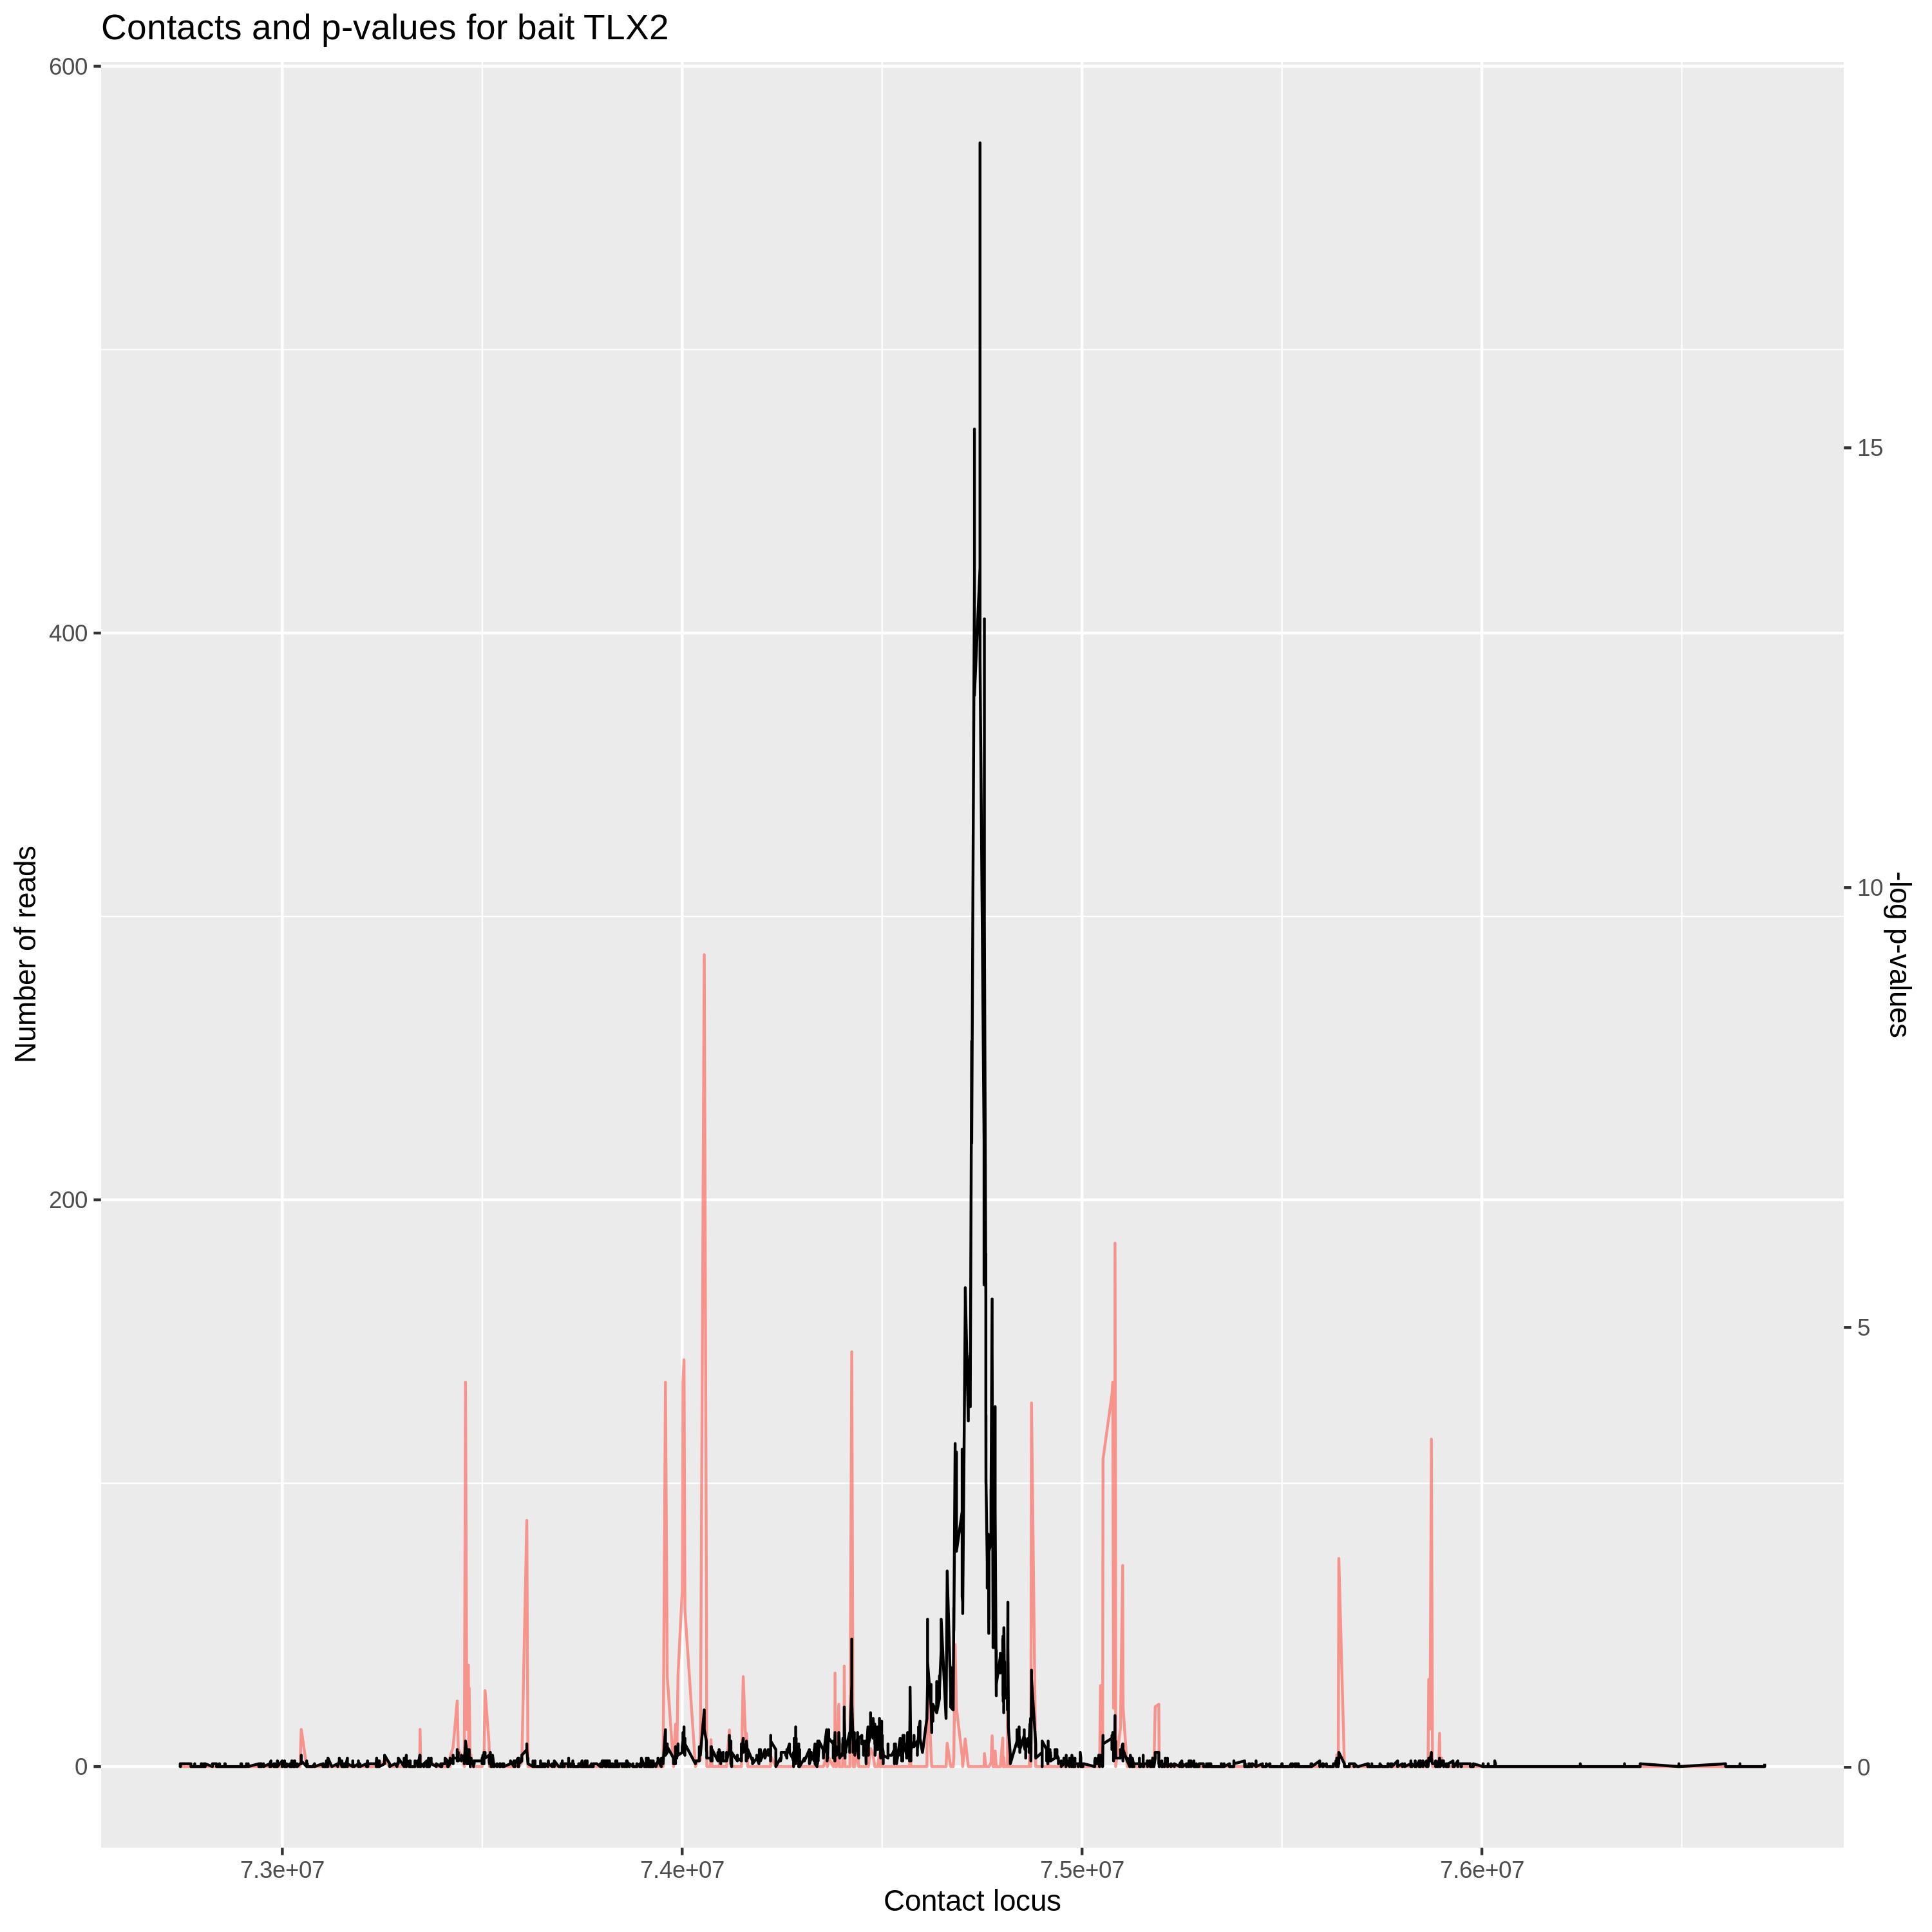 Contacts and p-values for bait TLX2
600
400
200
0
Number of reads
15
10
5
0
-log p-values
7.3e+07
7.4e+07
7.5e+07
7.6e+07
Contact locus